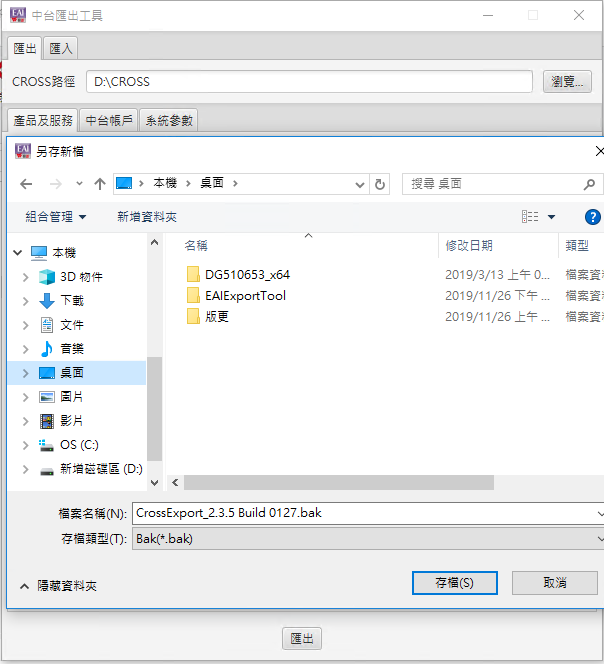 EAI 中台匯出工具
匯出 匯入
CROSS路徑 D:\CROSS 瀏覽...
產品及服務 中台帳戶 系統參數
EAI 另存新檔
本機 桌面 搜尋 桌面
組合管理 新增資料夾
名稱 修改日期 類型
本機
3D 物件
下載
文件
音樂
桌面
圖片
影片
OS (C:)
新增磁碟區 (D:)
DG510653_x64 2019/3/13 上午 0... 檔案資
EAIExportTool 2019/11/26 下午 ... 檔案資
版更 2019/11/26 上午 ... 檔案資
檔案名稱(N): CrossExport_2.3.5 Build 0127.bak
存檔類型(T): Bak(*.bak)
隱藏資料夾 存檔(S) 取消
匯出